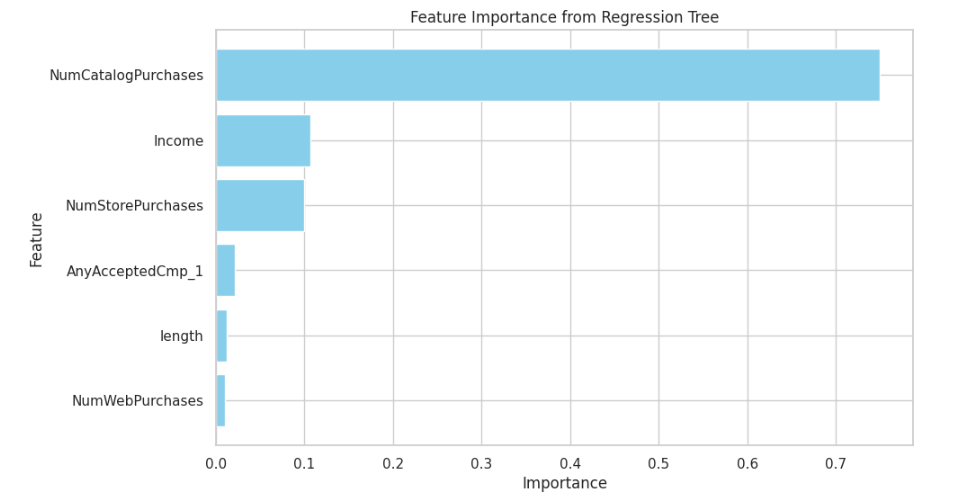 Feature Importance from Regression Tree
Feature
NumCatalogPurchases
Income
NumStorePurchases
AnyAcceptedCmp_1
length
NumWebPurchases
0.0 0.1 0.2 0.3 0.4 0.5 0.6 0.7
Importance